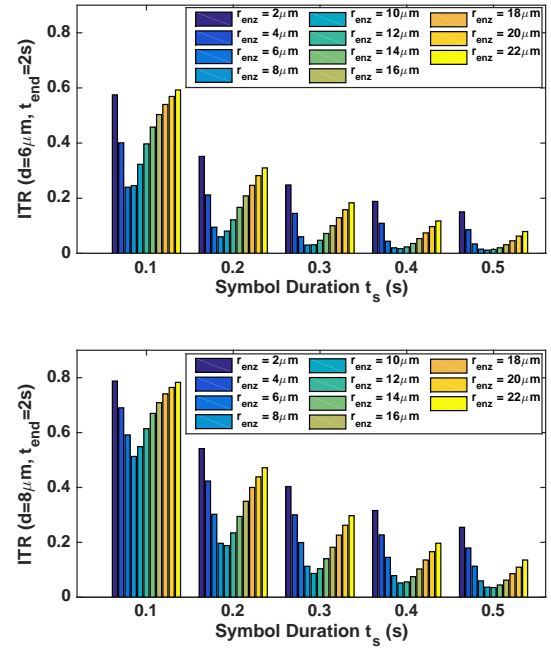 ITR (d=6μm, t_end=2s)
0.8
0.6
0.4
0.2
0
r_enz = 2μm
r_enz = 4μm
r_enz = 6μm
r_enz = 8μm
r_enz = 10μm
r_enz = 12μm
r_enz = 14μm
r_enz = 16μm
r_enz = 18μm
r_enz = 20μm
r_enz = 22μm
0.1 0.2 0.3 0.4 0.5
Symbol Duration t_s (s)
ITR (d=8μm, t_end=2s)
0.8
0.6
0.4
0.2
0
r_enz = 2μm
r_enz = 4μm
r_enz = 6μm
r_enz = 8μm
r_enz = 10μm
r_enz = 12μm
r_enz = 14μm
r_enz = 16μm
r_enz = 18μm
r_enz = 20μm
r_enz = 22μm
0.1 0.2 0.3 0.4 0.5
Symbol Duration t_s (s)